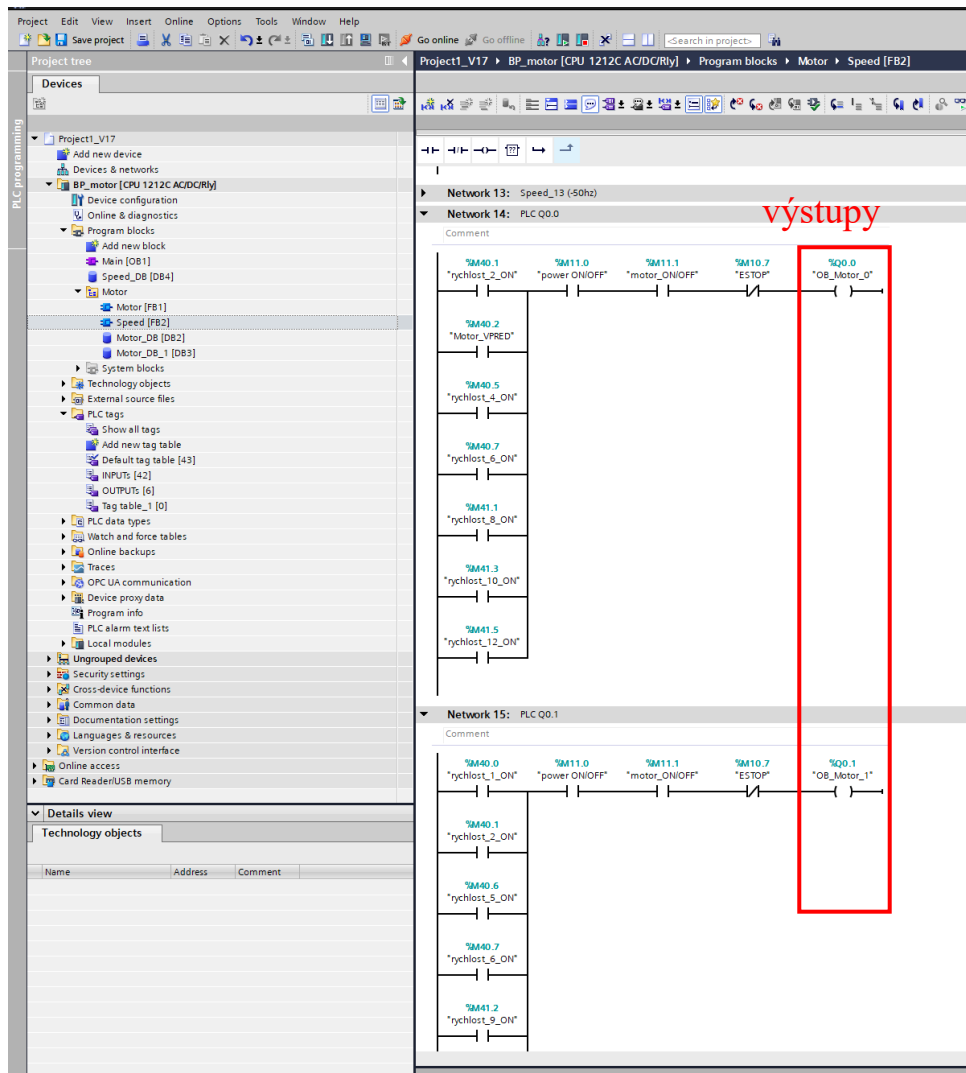 Project Edit View Insert Online Options Tools Window Help
Save project Go online Go offline <Search in project>
Project tree
Project1_V17 BP_motor [CPU 1212C AC/DC/Rly] Program blocks Motor Speed [FB2]
Devices
PLC programming
Project1_V17
Add new device
Devices & networks
BP_motor [CPU 1212C AC/DC/Rly]
Device configuration
Online & diagnostics
Program blocks
Add new block
Main [OB1]
Speed_DB [DB4]
Motor
Motor [FB1]
Speed [FB2]
Motor_DB [DB2]
Motor_DB_1 [DB3]
System blocks
Technology objects
External source files
PLC tags
Show all tags
Add new tag table
Default tag table [43]
INPUTs [42]
OUTPUTs [6]
Tag table_1 [0]
PLC data types
Watch and force tables
Online backups
Traces
OPC UA communication
Device proxy data
Program info
PLC alarm text lists
Local modules
Ungrouped devices
Security settings
Cross-device functions
Common data
Documentation settings
Languages & resources
Version control interface
Online access
Card Reader/USB memory
Details view
Technology objects
Name Address Comment
??
Network 13: Speed_13 (-50hz)
výstupy
Network 14: PLC Q0.0
Comment
%M40.1 %M11.0 %M11.1 %M10.7 %Q0.0
"rychlost_2_ON" "power ON/OFF" "motor_ON/OFF" "ESTOP" "OB_Motor_0"
%M40.2
"Motor_VPRED"
%M40.5
"rychlost_4_ON"
%M40.7
"rychlost_6_ON"
%M41.1
"rychlost_8_ON"
%M41.3
"rychlost_10_ON"
%M41.5
"rychlost_12_ON"
Network 15: PLC Q0.1
Comment
%M40.0 %M11.0 %M11.1 %M10.7 %Q0.1
"rychlost_1_ON" "power ON/OFF" "motor_ON/OFF" "ESTOP" "OB_Motor_1"
%M40.1
"rychlost_2_ON"
%M40.6
"rychlost_5_ON"
%M40.7
"rychlost_6_ON"
%M41.2
"rychlost_9_ON"